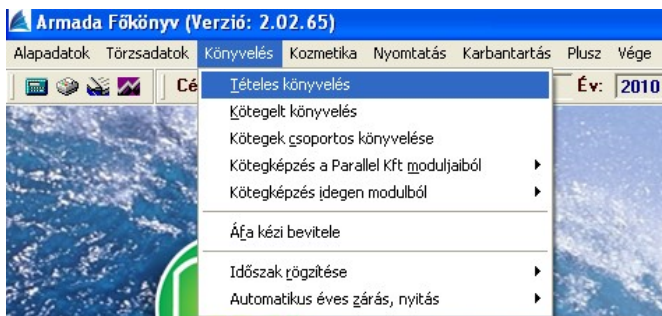 Armada Főkönyv (Verzió: 2.02.65)
Alapadatok Törzsadatok Könyvelés Kozmetika Nyomtatás Karbantartás Plusz Vége
Cé Év: 2010
Tételes könyvelés
Kötegelt könyvelés
Kötegek csoportos könyvelése
Kötegképzés a Parallel Kft moduljaiból
Kötegképzés idegen modulból
Áfa kézi bevitele
Időszak rögzítése
Automatikus éves zárás, nyitás